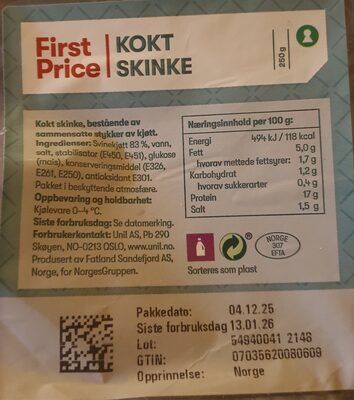 First
Price
KOKT
SKINKE
250g
Kokt skinke, bestående av
sammensatte stykker av kjøtt.
Ingredienser: Svinekjøtt 83 %, vann,
salt, stabilisator (E450, E451), glukose
(mais), konserveringsmiddel (E326,
E261, E250), antioksidant E301.
Pakket i beskyttende atmosfære.
Oppbevaring og holdbarhet:
Kjølevare 0–4 °C.
Siste forbruksdag: Se datomerking.
Forbrukerkontakt: Unil AS, Pb 290
Skøyen, NO-0213 OSLO, www.unil.no.
Produsert av Fatland Sandefjord AS,
Norge, for NorgesGruppen.
Næringsinnhold per 100 g:
Energi 494 kJ / 118 kcal
Fett 5,0 g
hvorav mettede fettsyrer: 1,7 g
Karbohydrat 1,2 g
hvorav sukkerarter 0,4 g
Protein 17 g
Salt 1,5 g
NORGE
307
EFTA
Sorteres som plast
Pakkedato: 04.12.25
Siste forbruksdag 13.01.26
Lot: 54940041 2148
GTIN: 07035620080609
Opprinnelse: Norge